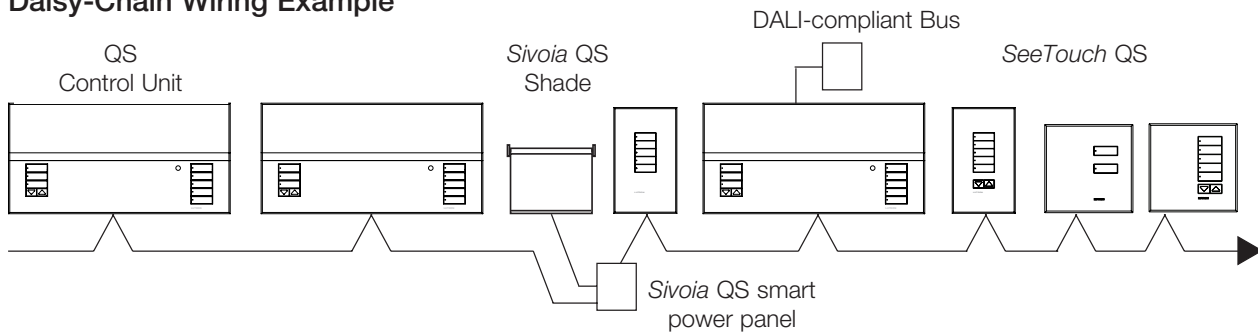 Daisy-Chain Wiring Example
DALI-compliant Bus
QS
Control Unit
Sivoia QS
Shade
SeeTouch QS
Sivoia QS smart
power panel